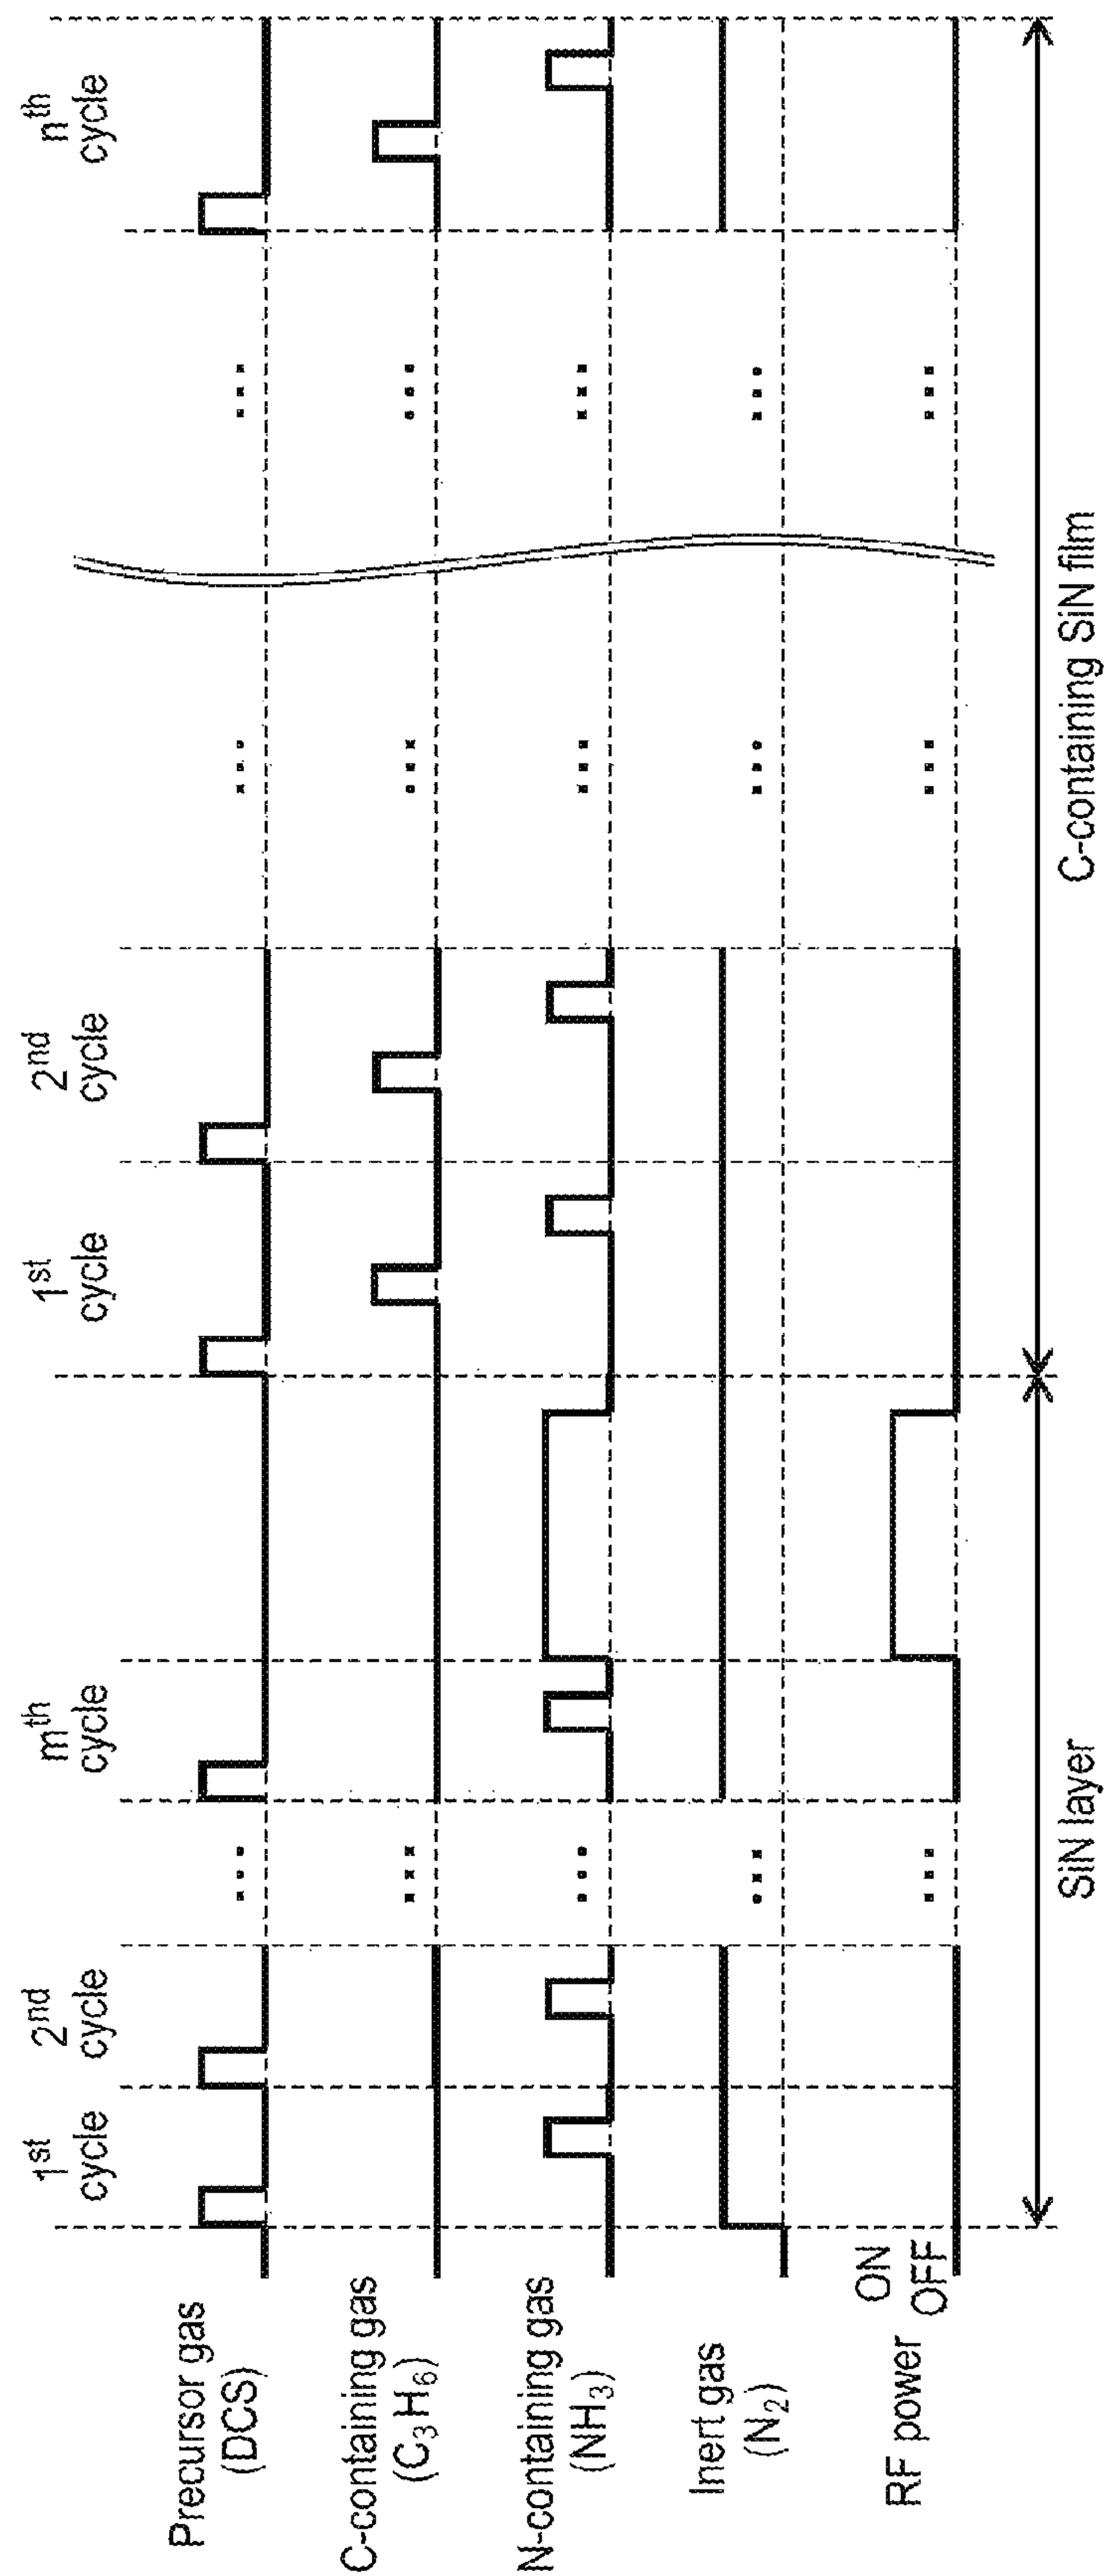 1st
cycle
2nd
cycle
mth
cycle
1st
cycle
2nd
cycle
nth
cycle
Precursor gas
(DCS)
C-containing gas
(C3H6)
N-containing gas
(NH3)
Inert gas
(N2)
RF power
ON
OFF
SiN layer
C-containing SiN film